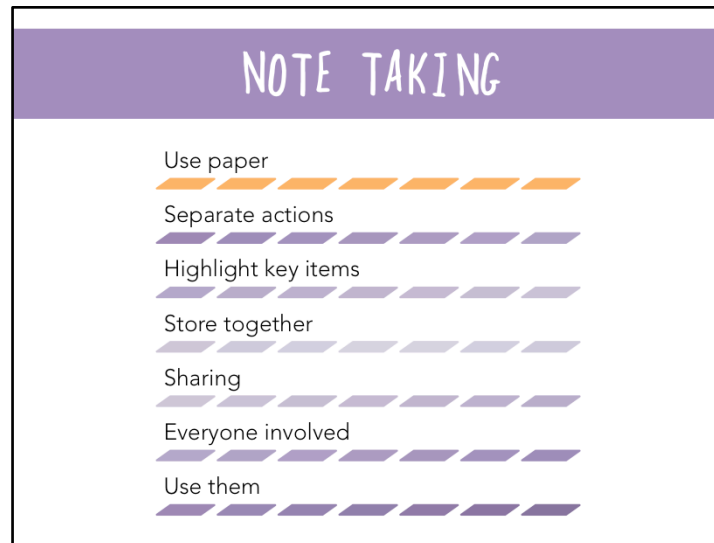 NOTE TAKING
Use paper
Separate actions
Highlight key items
Store together
Sharing
Everyone involved
Use them